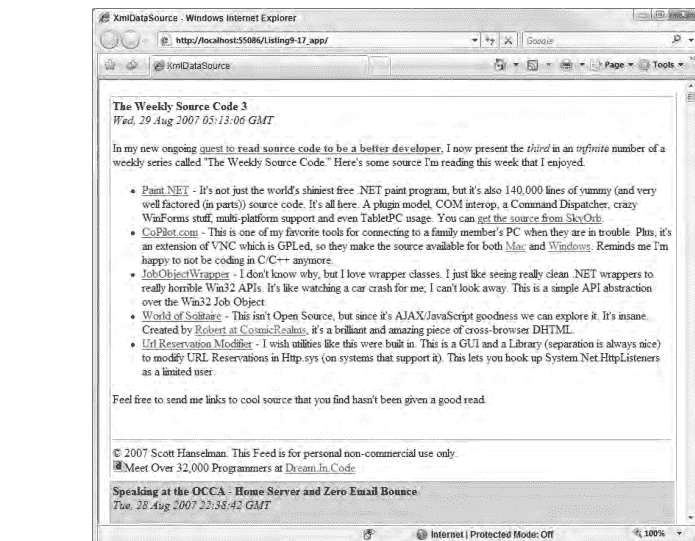 XmlDataSource - Windows Internet Explorer
http://localhost:55086/Listing9-17_app/
Google
XmlDataSource
Page
Tools
The Weekly Source Code 3
Wed, 29 Aug 2007 05:13:06 GMT
In my new ongoing quest to read source code to be a better developer, I now present the third in an infinite number of a
weekly series called "The Weekly Source Code." Here's some source I'm reading this week that I enjoyed.
• Paint.NET - It's not just the world's shiniest free .NET paint program, but it's also 140,000 lines of yummy (and very
well factored (in parts)) source code. It's all here. A plugin model, COM interop, a Command Dispatcher, crazy
WinForms stuff, multi-platform support and even TabletPC usage. You can get the source from SkyOrb.
• CoPilot.com - This is one of my favorite tools for connecting to a family member's PC when they are in trouble. Plus, it's
an extension of VNC which is GPLed, so they make the source available for both Mac and Windows. Reminds me I'm
happy to not be coding in C/C++ anymore.
• JobObjectWrapper - I don't know why, but I love wrapper classes. I just like seeing really clean .NET wrappers to
really horrible Win32 APIs. It's like watching a car crash for me; I can't look away. This is a simple API abstraction
over the Win32 Job Object.
• World of Solitaire - This isn't Open Source, but since it's AJAX/JavaScript goodness we can explore it. It's insane.
Created by Robert at CosmicRealms, it's a brilliant and amazing piece of cross-browser DHTML.
• Url Reservation Modifier - I wish utilities like this were built in. This is a GUI and a Library (separation is always nice)
to modify URL Reservations in Http.sys (on systems that support it). This lets you hook up System.Net.HttpListeners
as a limited user.
Feel free to send me links to cool source that you find hasn't been given a good read.
© 2007 Scott Hanselman. This Feed is for personal non-commercial use only.
Meet Over 32,000 Programmers at Dream.In.Code
Speaking at the OCCA - Home Server and Zero Email Bounce
Tue, 28 Aug 2007 22:38:42 GMT
Internet | Protected Mode: Off
100%